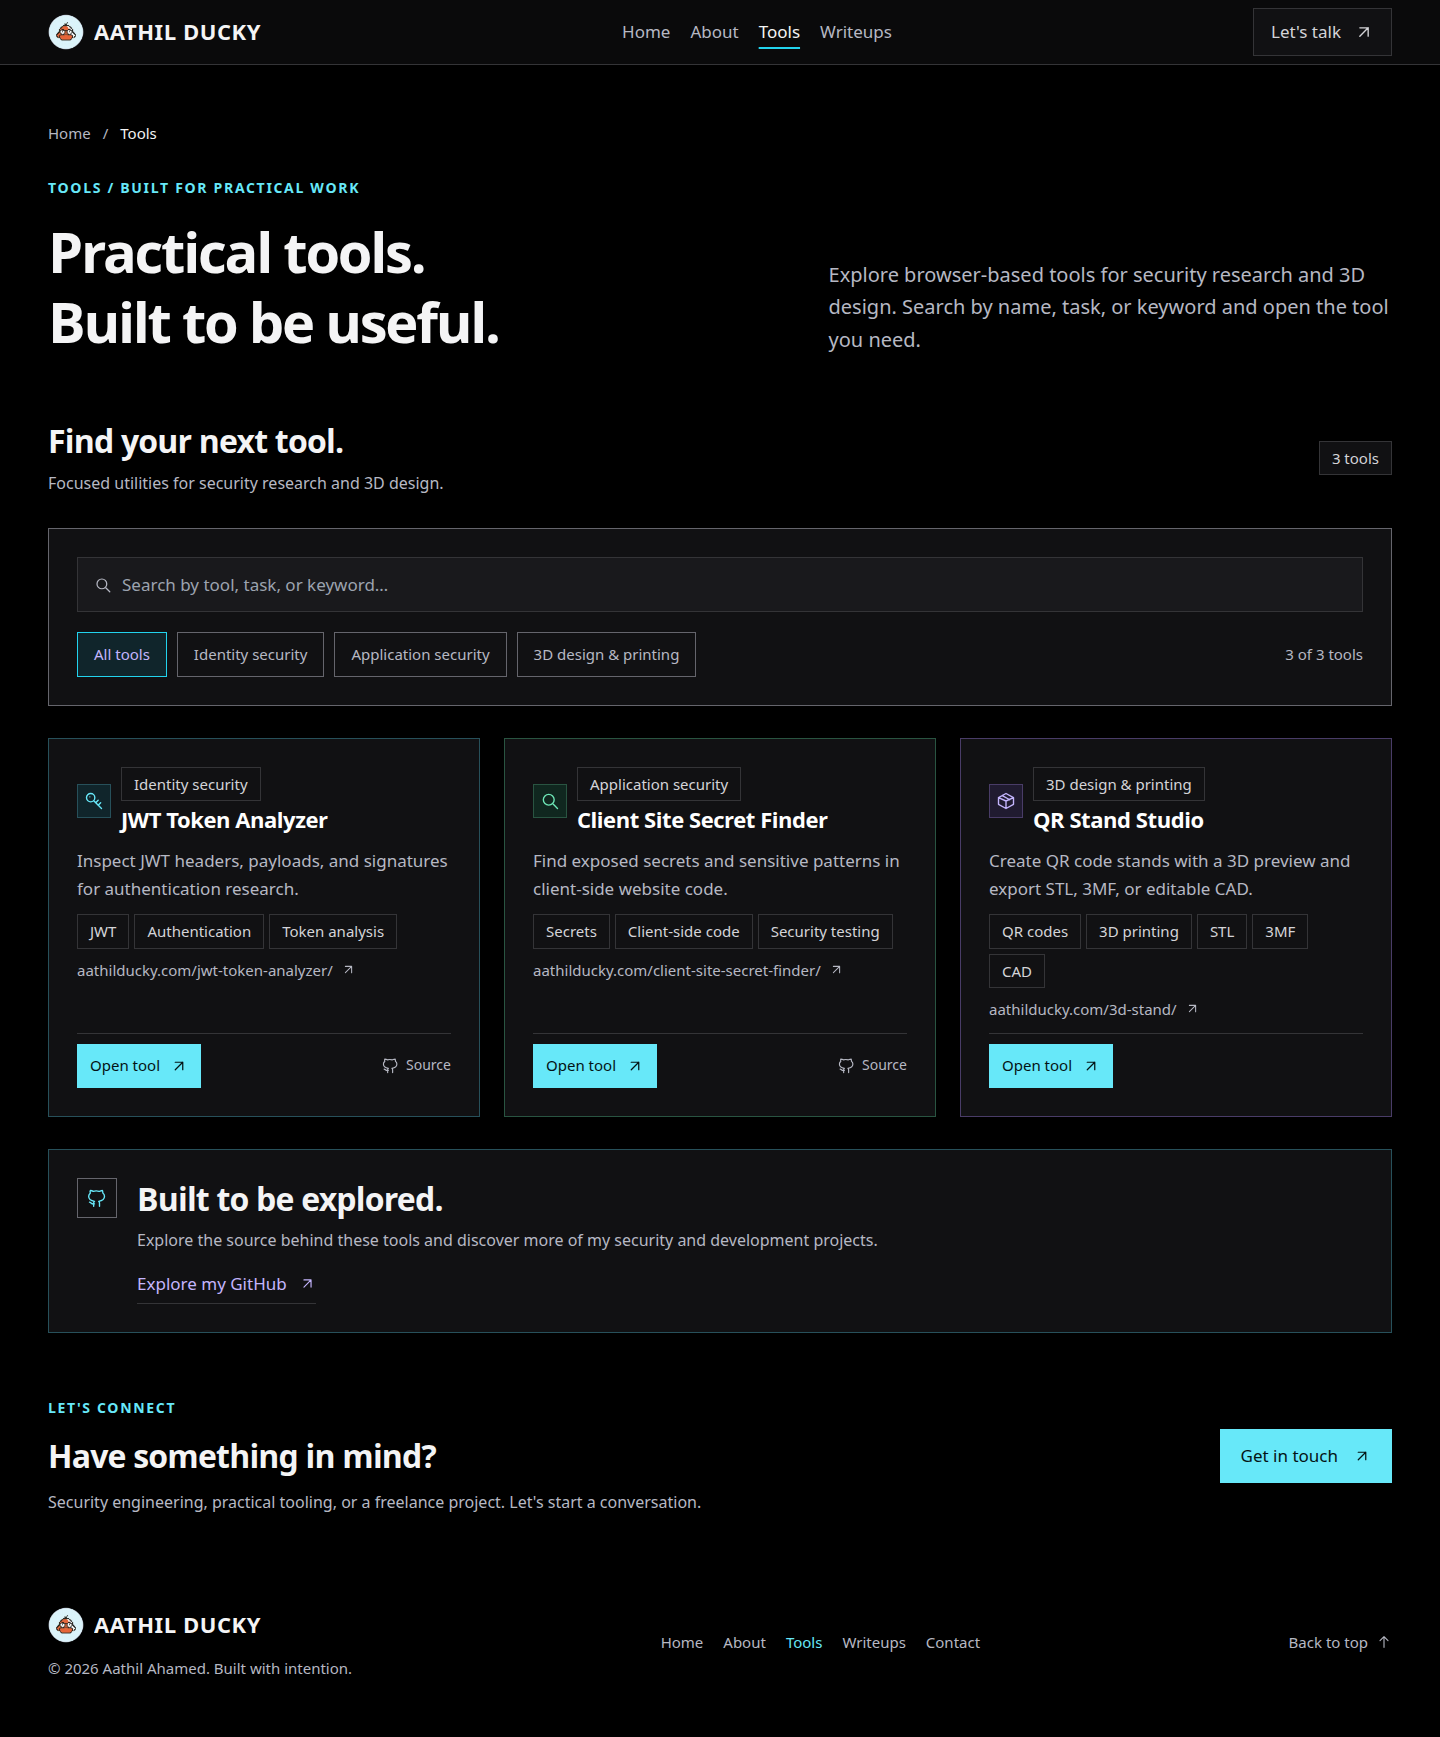 AATHIL DUCKY
Home About Tools Writeups
Let's talk
Home / Tools
TOOLS / BUILT FOR PRACTICAL WORK
Practical tools.
Built to be useful.
Explore browser-based tools for security research and 3D
design. Search by name, task, or keyword and open the tool
you need.
Find your next tool.
Focused utilities for security research and 3D design.
3 tools
Search by tool, task, or keyword...
All tools Identity security Application security 3D design & printing
3 of 3 tools
Identity security
JWT Token Analyzer
Inspect JWT headers, payloads, and signatures
for authentication research.
JWT Authentication Token analysis
aathilducky.com/jwt-token-analyzer/
Open tool Source
Application security
Client Site Secret Finder
Find exposed secrets and sensitive patterns in
client-side website code.
Secrets Client-side code Security testing
aathilducky.com/client-site-secret-finder/
Open tool Source
3D design & printing
QR Stand Studio
Create QR code stands with a 3D preview and
export STL, 3MF, or editable CAD.
QR codes 3D printing STL 3MF
CAD
aathilducky.com/3d-stand/
Open tool
Built to be explored.
Explore the source behind these tools and discover more of my security and development projects.
Explore my GitHub
LET'S CONNECT
Have something in mind?
Security engineering, practical tooling, or a freelance project. Let's start a conversation.
Get in touch
AATHIL DUCKY
© 2026 Aathil Ahamed. Built with intention.
Home About Tools Writeups Contact
Back to top